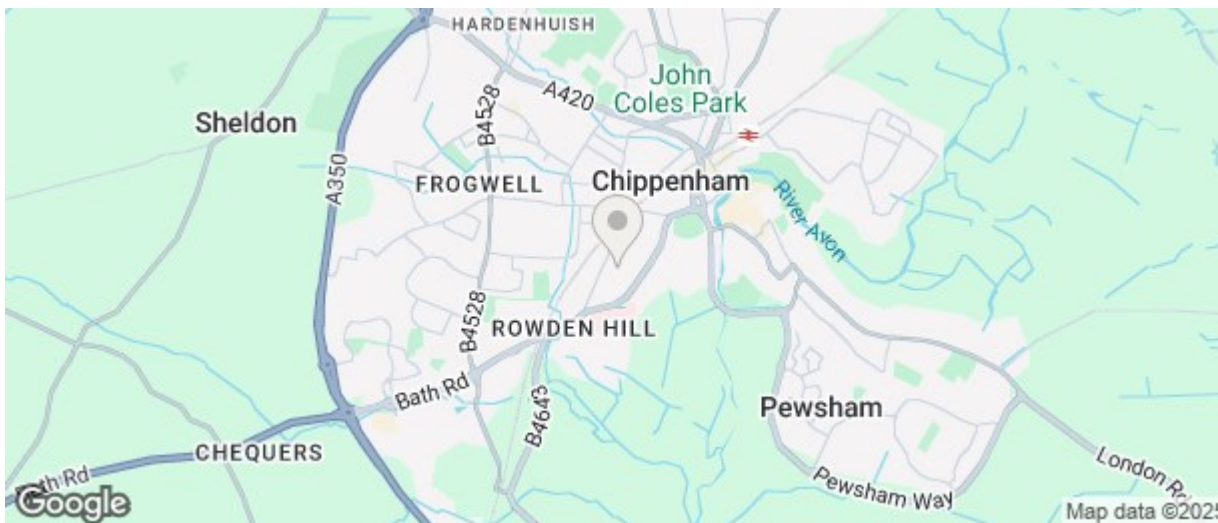 HARDENHUISH
John
Coles Park
A420
B4528
Sheldon
A350
FROGWELL
Chippenham
River Avon
B4528
ROWDEN HILL
Bath Rd
B4643
Pewsham
CHEQUERS
Bath Rd
London Rd
Pewsham Way
Google
Map data ©2025